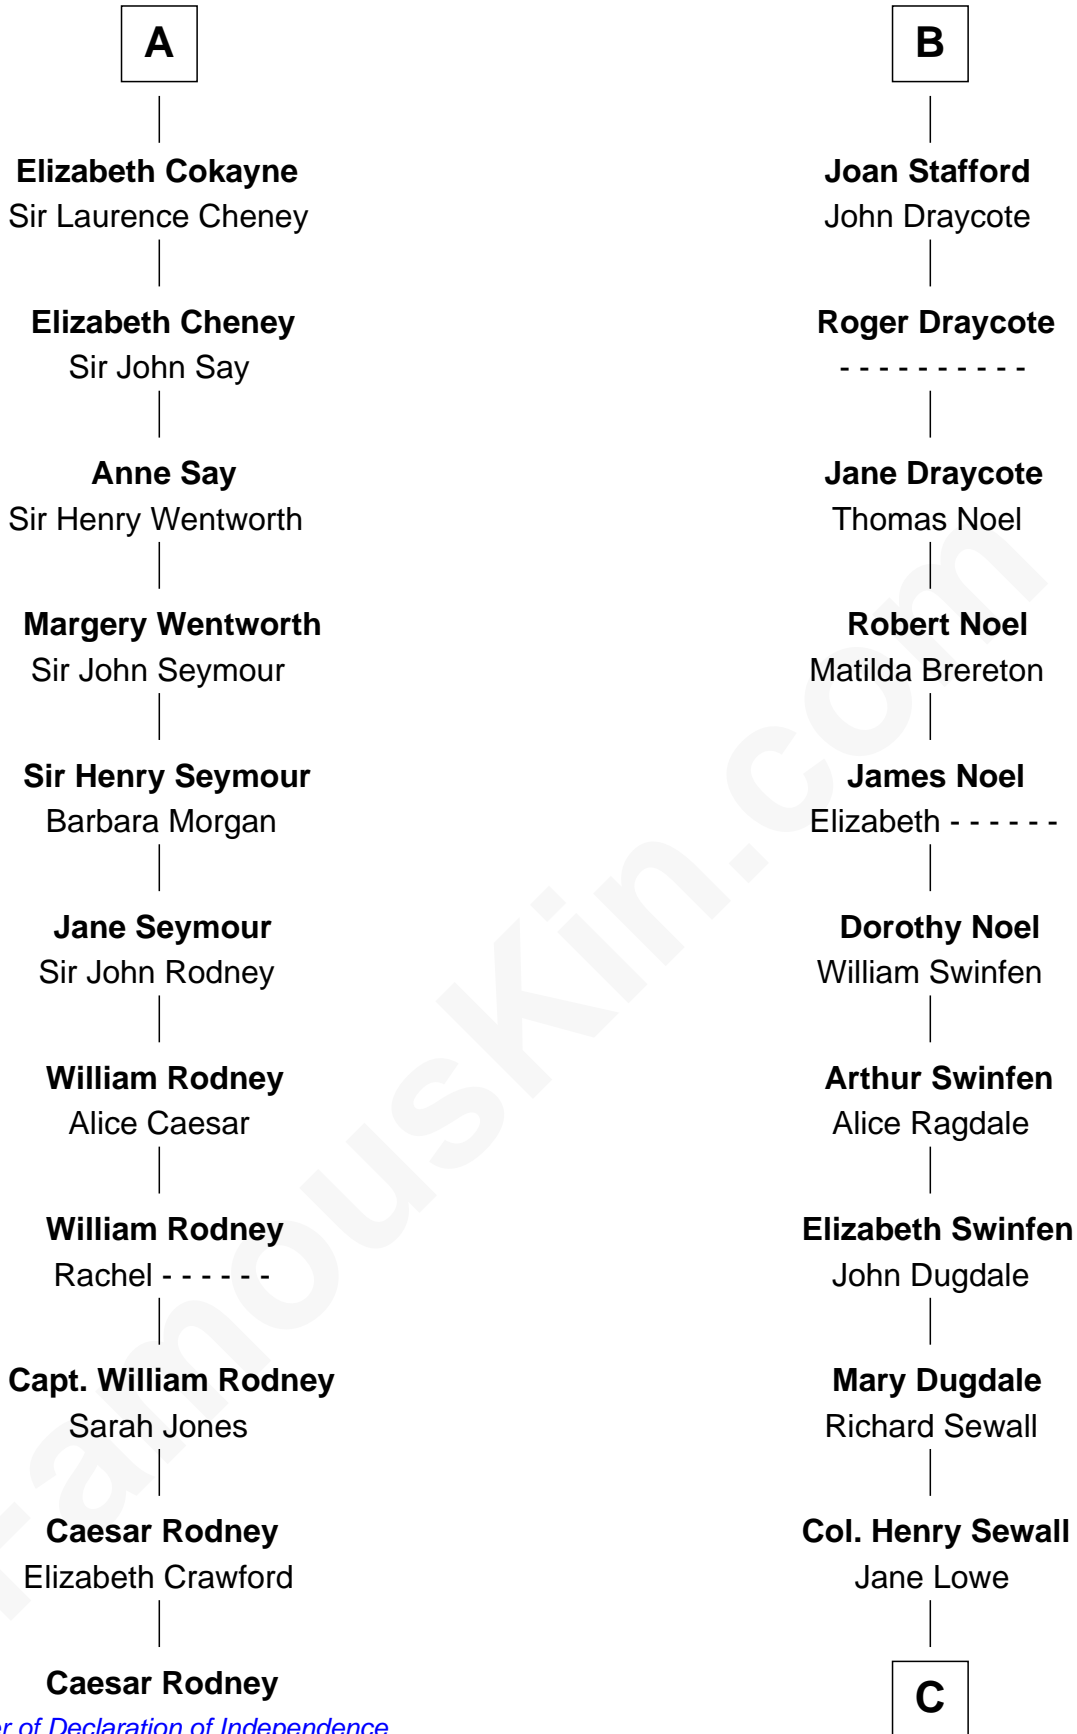 A
Elizabeth Cokayne
Sir Laurence Cheney
Elizabeth Cheney
Sir John Say
Anne Say
Sir Henry Wentworth
Margery Wentworth
Sir John Seymour
Sir Henry Seymour
Barbara Morgan
Jane Seymour
Sir John Rodney
William Rodney
Alice Caesar
William Rodney
Rachel - - - - - -
Capt. William Rodney
Sarah Jones
Caesar Rodney
Elizabeth Crawford
Caesar Rodney
of Declaration of Independence
B
Joan Stafford
John Draycote
Roger Draycote
- - - - - - - - - -
Jane Draycote
Thomas Noel
Robert Noel
Matilda Brereton
James Noel
Elizabeth - - - - - -
Dorothy Noel
William Swinfen
Arthur Swinfen
Alice Ragdale
Elizabeth Swinfen
John Dugdale
Mary Dugdale
Richard Sewall
Col. Henry Sewall
Jane Lowe
C
FamousKin.com